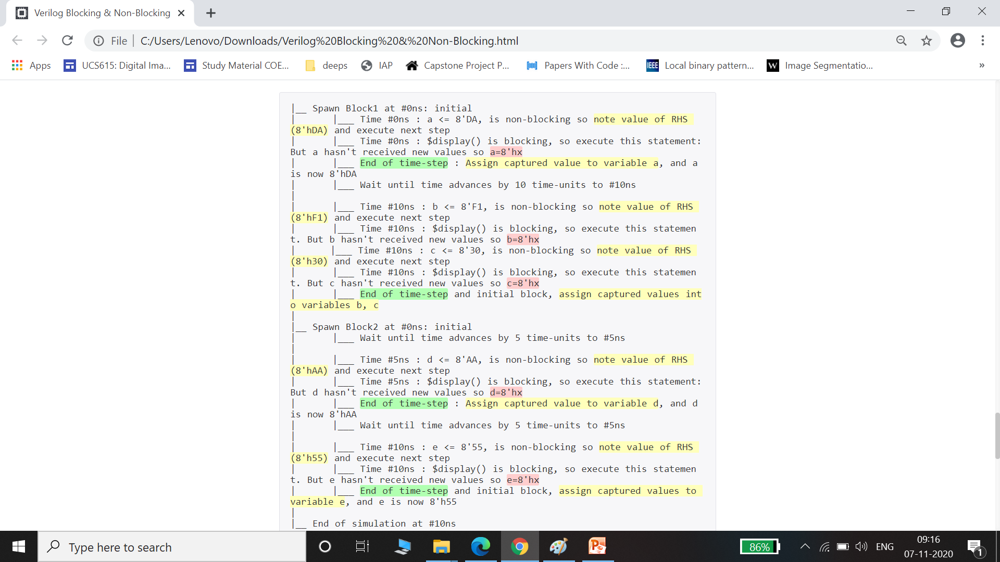 Verilog Blocking & Non-Blocking
File
C:/Users/Lenovo/Downloads/Verilog%20Blocking%20&%20Non-Blocking.html
Apps
UCS615: Digital Ima...
Study Material COE...
deeps
IAP
Capstone Project P...
Papers With Code :...
IEEE
Local binary pattern...
W
Image Segmentatio...
»
|__ Spawn Block1 at #0ns: initial
|       |___ Time #0ns : a <= 8'DA, is non-blocking so note value of RHS
(8'hDA) and execute next step
|       |___ Time #0ns : $display() is blocking, so execute this statement:
But a hasn't received new values so a=8'hx
|       |___ End of time-step : Assign captured value to variable a, and a
is now 8'hDA
|       |___ Wait until time advances by 10 time-units to #10ns
|
|       |___ Time #10ns : b <= 8'F1, is non-blocking so note value of RHS
(8'hF1) and execute next step
|       |___ Time #10ns : $display() is blocking, so execute this statemen
t. But b hasn't received new values so b=8'hx
|       |___ Time #10ns : c <= 8'30, is non-blocking so note value of RHS
(8'h30) and execute next step
|       |___ Time #10ns : $display() is blocking, so execute this statemen
t. But c hasn't received new values so c=8'hx
|       |___ End of time-step and initial block, assign captured values int
o variables b, c
|
|__ Spawn Block2 at #0ns: initial
|       |___ Wait until time advances by 5 time-units to #5ns
|
|       |___ Time #5ns : d <= 8'AA, is non-blocking so note value of RHS
(8'hAA) and execute next step
|       |___ Time #5ns : $display() is blocking, so execute this statement:
But d hasn't received new values so d=8'hx
|       |___ End of time-step : Assign captured value to variable d, and d
is now 8'hAA
|       |___ Wait until time advances by 5 time-units to #5ns
|
|       |___ Time #10ns : e <= 8'55, is non-blocking so note value of RHS
(8'h55) and execute next step
|       |___ Time #10ns : $display() is blocking, so execute this statemen
t. But e hasn't received new values so e=8'hx
|       |___ End of time-step and initial block, assign captured values to
variable e, and e is now 8'h55
|
|__ End of simulation at #10ns
Type here to search
86%
ENG
09:16
07-11-2020
1